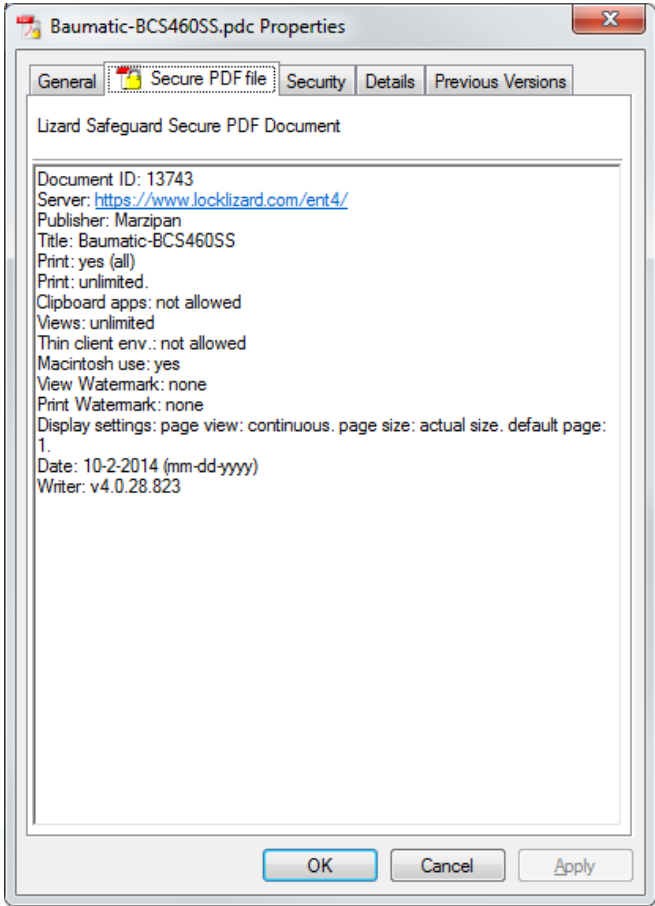 Baumatic-BCS460SS.pdc Properties
General Secure PDF file Security Details Previous Versions
Lizard Safeguard Secure PDF Document
Document ID: 13743
Server: https://www.locklizard.com/ent4/
Publisher: Marzipan
Title: Baumatic-BCS460SS
Print: yes (all)
Print: unlimited.
Clipboard apps: not allowed
Views: unlimited
Thin client env.: not allowed
Macintosh use: yes
View Watermark: none
Print Watermark: none
Display settings: page view: continuous. page size: actual size. default page:
1.
Date: 10-2-2014 (mm-dd-yyyy)
Writer: v4.0.28.823
OK Cancel Apply